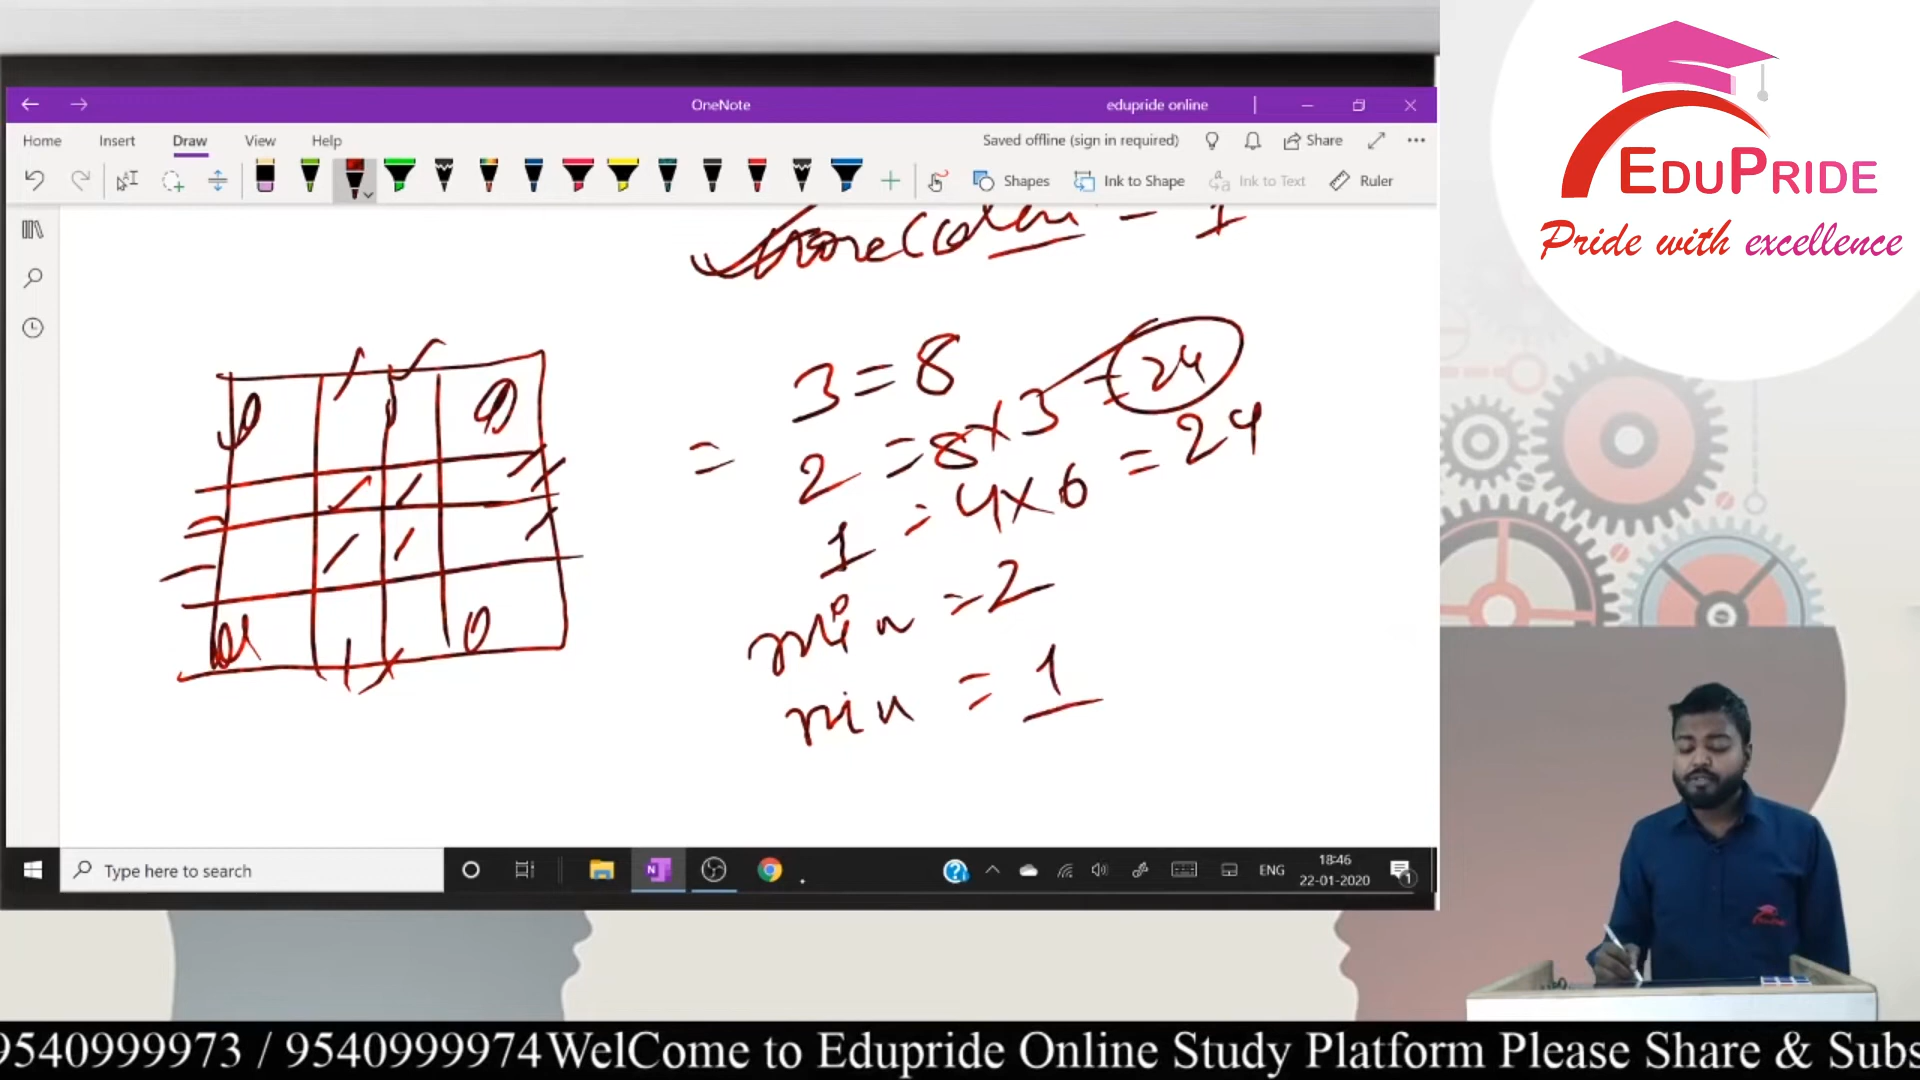 OneNote
edupride online
Home Insert Draw View Help
Saved offline (sign in required)
Share
Shapes
Ink to Shape
Ink to Text
Ruler
EDUPRIDE
Pride with excellence
= 1
3 = 8
= 2 = 8 x 3 = 24
1 = 4 x 6 = 24
min = 2
min = 1
Type here to search
ENG
18:46
22-01-2020
1
9540999973 / 9540999974WelCome to Edupride Online Study Platform Please Share & Subs